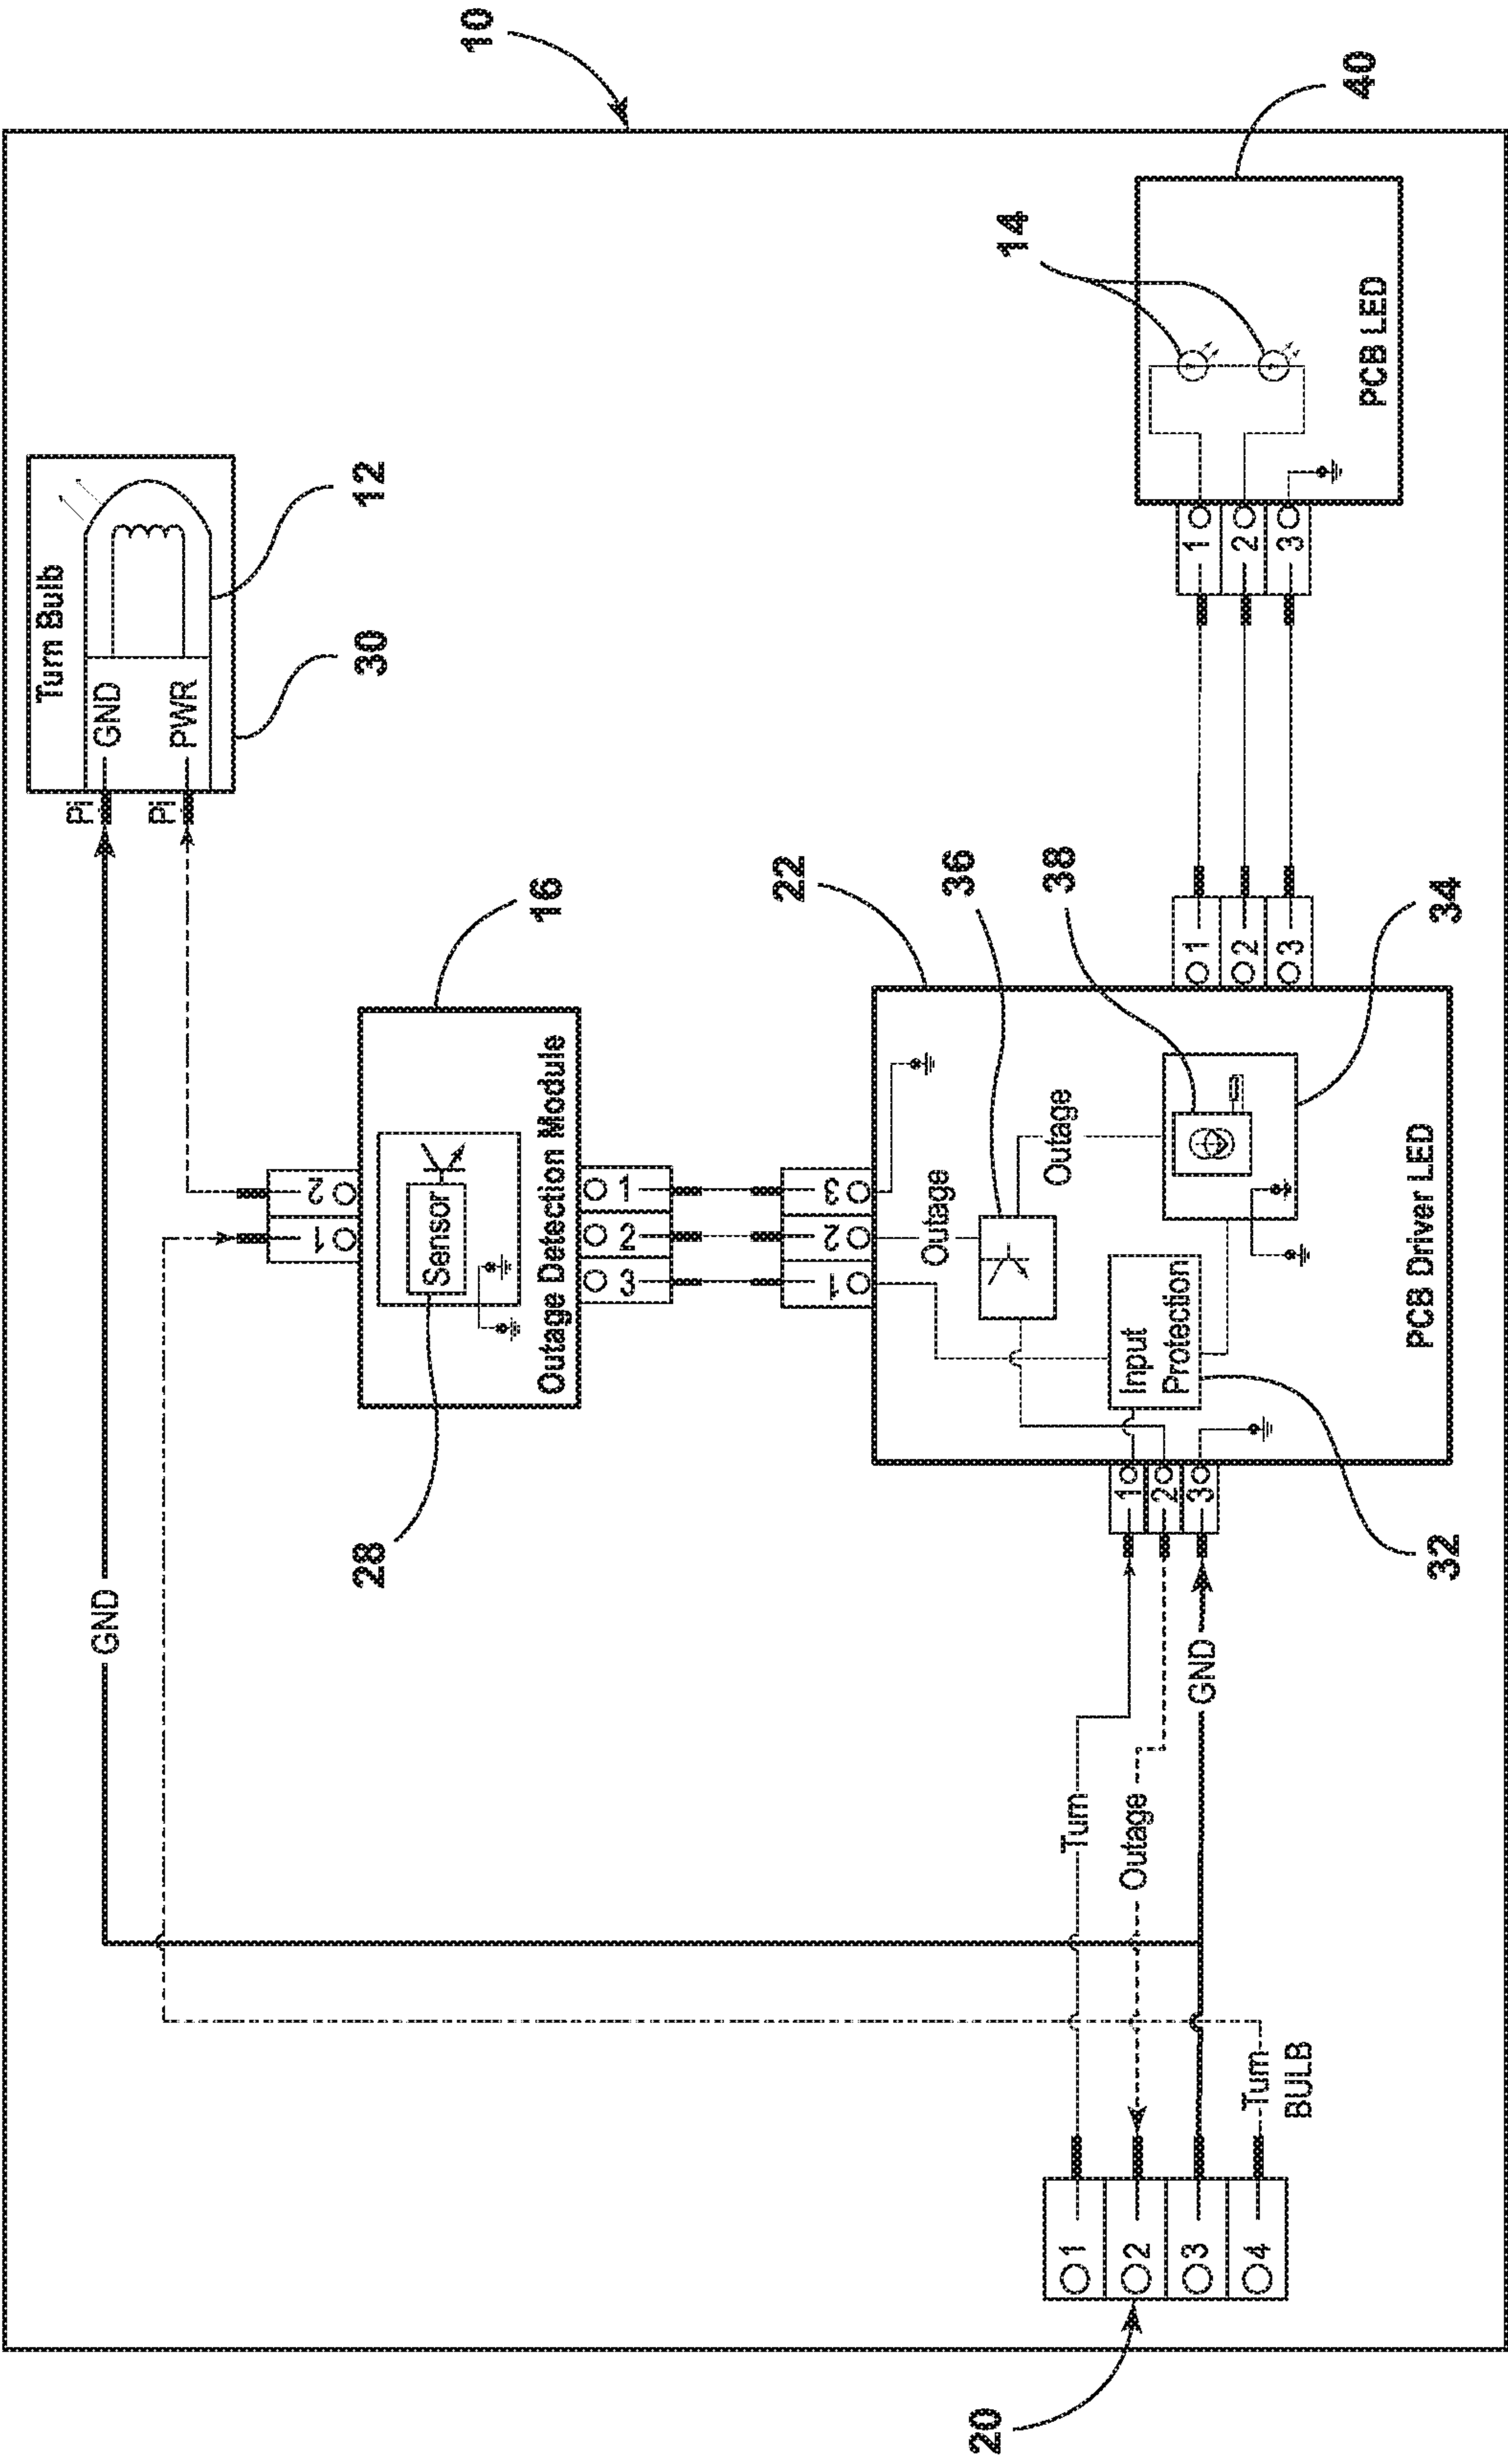 Turn Bulb
GND
Pi
GND
Pi
PWR
12
30
28
Sensor
1
2
Outage Detection Module
16
3
2
1
10
1
2
3
22
Outage
36
Outage
38
Input
Protection
34
32
PCB Driver LED
20
1
2
3
4
Turn
Outage
GND
Turn
BULB
1
2
3
1
2
3
1
2
3
14
PCB LED
40